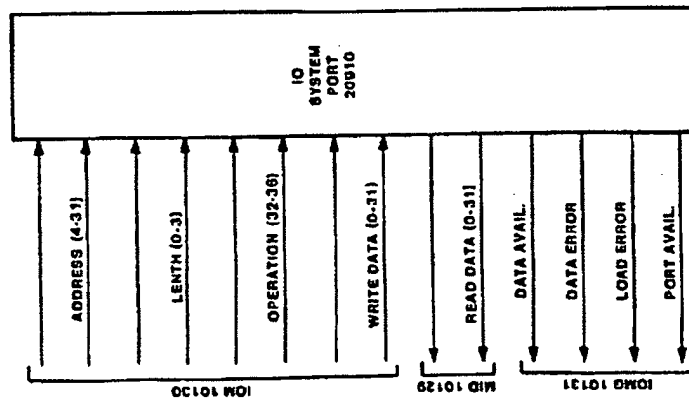 IO
SYSTEM
PORT
20910
ADDRESS (4-31)
LENTH (0-3)
OPERATION (32-36)
WRITE DATA (0-31)
READ DATA (0-31)
DATA AVAIL.
DATA ERROR
LOAD ERROR
PORT AVAIL.
IOM 10130
MID 10129
IOMC 10131